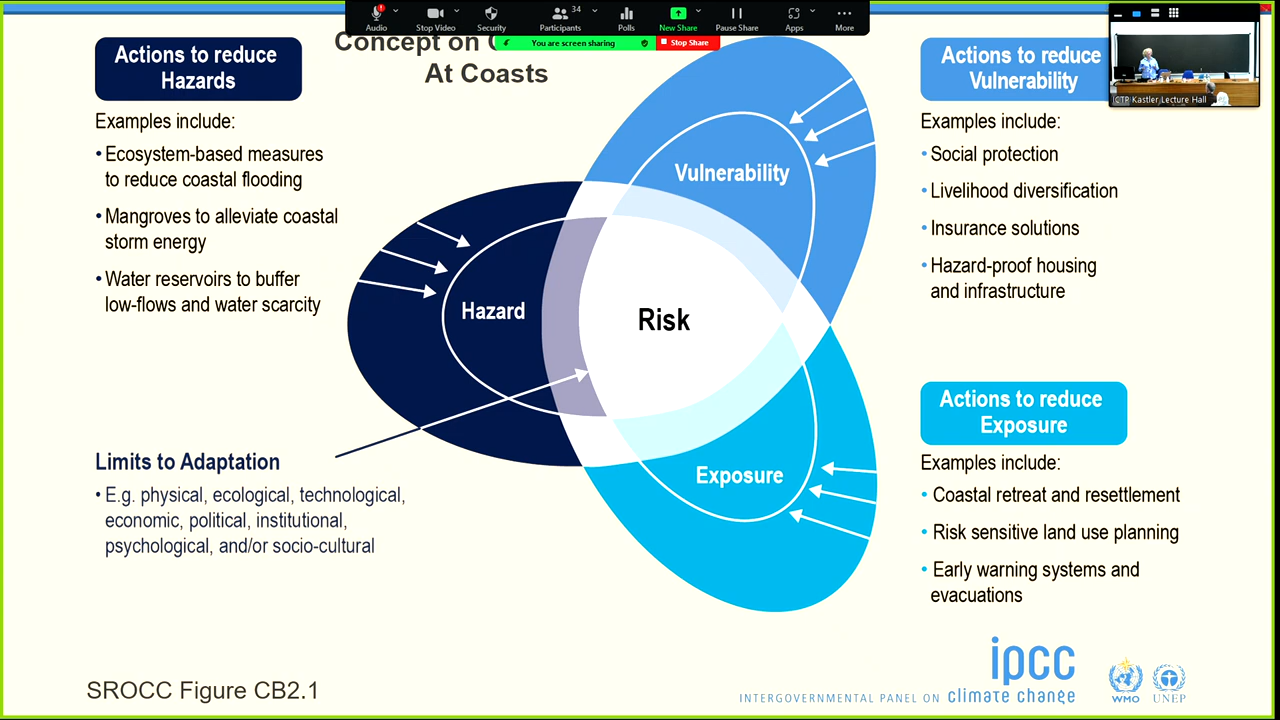 Audio
Stop Video
Security
Participants
34
Polls
New Share
Pause Share
Apps
More
You are screen sharing
Stop Share
Concept on
At Coasts
Actions to reduce
Hazards
Examples include:
• Ecosystem-based measures
to reduce coastal flooding
• Mangroves to alleviate coastal
storm energy
• Water reservoirs to buffer
low-flows and water scarcity
Limits to Adaptation
• E.g. physical, ecological, technological,
economic, political, institutional,
psychological, and/or socio-cultural
Vulnerability
Hazard
Risk
Exposure
Actions to reduce
Vulnerability
ICTP Kastler Lecture Hall
Examples include:
• Social protection
• Livelihood diversification
• Insurance solutions
• Hazard-proof housing
and infrastructure
Actions to reduce
Exposure
Examples include:
• Coastal retreat and resettlement
• Risk sensitive land use planning
• Early warning systems and
evacuations
SROCC Figure CB2.1
ipcc
INTERGOVERNMENTAL PANEL ON climate change
WMO
UNEP